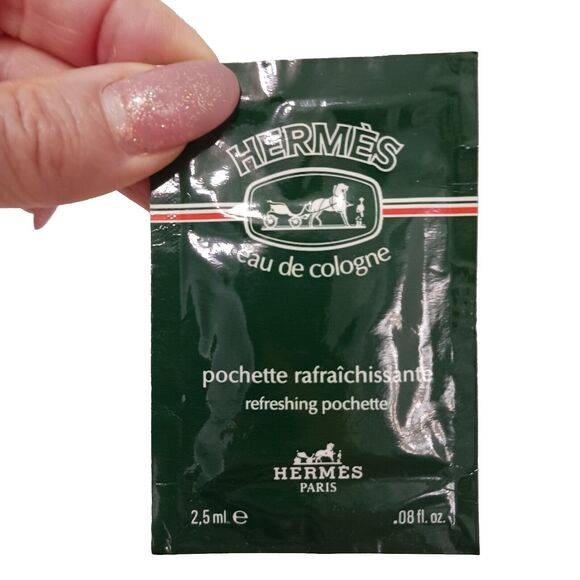 HERMÈS
eau de cologne
pochette rafraîchissante
refreshing pochette
HERMÈS
PARIS
2,5 ml. ℮
.08 fl. oz.